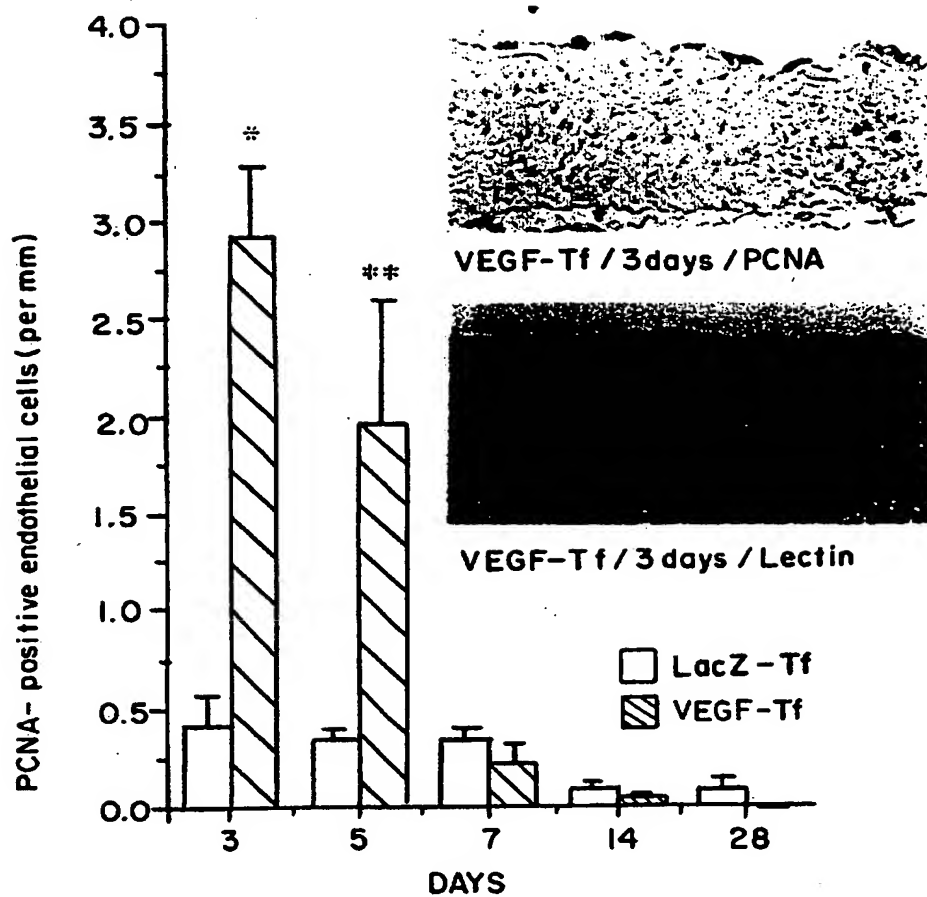 PCNA-positive endothelial cells (per mm)
4.0
3.5
3.0
2.5
2.0
1.5
1.0
0.5
0.0
*
**
3
5
7
14
28
DAYS
VEGF-Tf / 3days / PCNA
VEGF-Tf / 3 days / Lectin
LacZ-Tf
VEGF-Tf